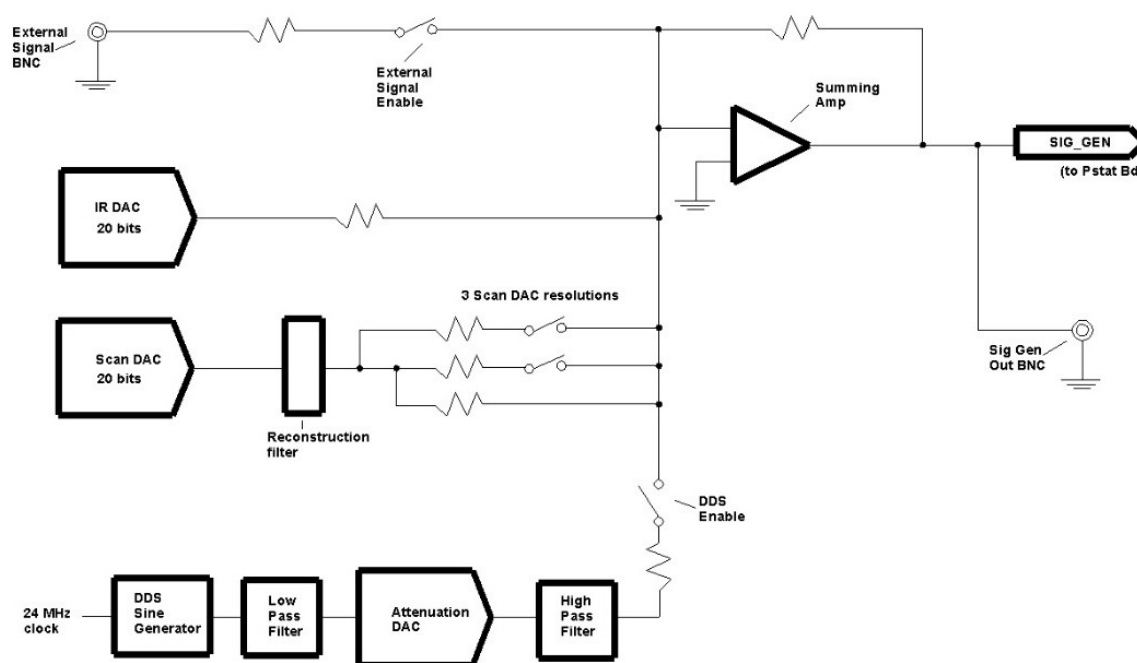 External
Signal
BNC
External
Signal
Enable
Summing
Amp
SIG_GEN
(to Pstat Bd
IR DAC
20 bits
3 Scan DAC resolutions
Scan DAC
20 bits
Reconstruction
filter
Sig Gen
Out BNC
DDS
Enable
24 MHz
clock
DDS
Sine
Generator
Low
Pass
Filter
Attenuation
DAC
High
Pass
Filter